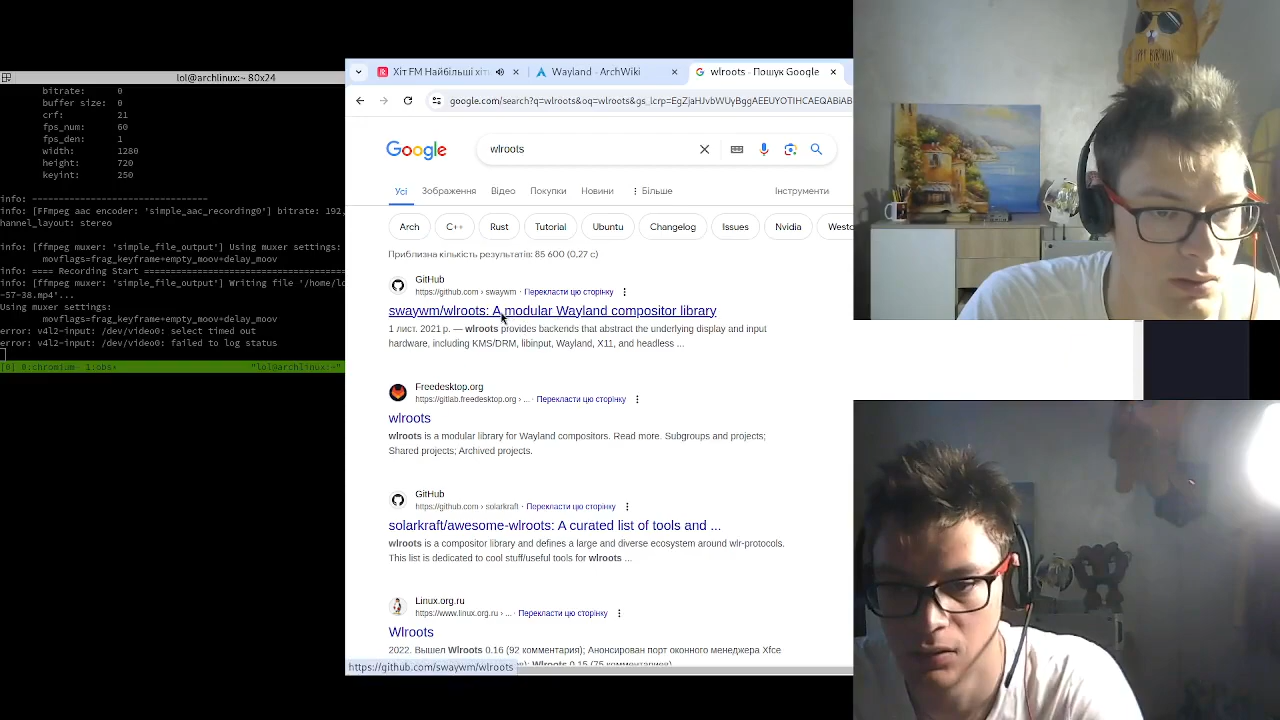 lol@archlinux:~ 80x24
bitrate: 0
buffer size: 0
crf: 21
fps_num: 60
fps_den: 1
width: 1280
height: 720
keyint: 250
info: ---------------------------------
info: [FFmpeg aac encoder: 'simple_aac_recording0'] bitrate: 192,
hannel_layout: stereo
info: [ffmpeg muxer: 'simple_file_output'] Using muxer settings:
movflags=frag_keyframe+empty_moov+delay_moov
info: ==== Recording Start ========================
info: [ffmpeg muxer: 'simple_file_output'] Writing file '/home/lo
-57-38.mp4'...
Using muxer settings:
movflags=frag_keyframe+empty_moov+delay_moov
error: v4l2-input: /dev/video0: select timed out
error: v4l2-input: /dev/video0: failed to log status
[0] 0:chromium- 1:obs* "lol@archlinux:~"
Хіт FM Найбільші хіт
Wayland - ArchWiki
wlroots - Пошук Google
google.com/search?q=wlroots&oq=wlroots&gs_lcrp=EgZjaHJvbWUyBggAEEUYOTIHCAEQABiAB
Google
wlroots
Усі Зображення Відео Покупки Новини Більше Інструменти
Arch C++ Rust Tutorial Ubuntu Changelog Issues Nvidia Westo
Приблизна кількість результатів: 85 600 (0,27 с)
GitHub
https://github.com › swaywm · Перекласти цю сторінку
swaywm/wlroots: A modular Wayland compositor library
1 лист. 2021 р. — wlroots provides backends that abstract the underlying display and input
hardware, including KMS/DRM, libinput, Wayland, X11, and headless ...
Freedesktop.org
https://gitlab.freedesktop.org › ... · Перекласти цю сторінку
wlroots
wlroots is a modular library for Wayland compositors. Read more. Subgroups and projects;
Shared projects; Archived projects.
GitHub
https://github.com › solarkraft · Перекласти цю сторінку
solarkraft/awesome-wlroots: A curated list of tools and ...
wlroots is a compositor library and defines a large and diverse ecosystem around wlr-protocols.
This list is dedicated to cool stuff/useful tools for wlroots ...
Linux.org.ru
https://www.linux.org.ru › ... · Перекласти цю сторінку
Wlroots
2022. Вышел Wlroots 0.16 (92 комментария); Анонсирован порт оконного менеджера Xfce
Wlroots 0.15 (75 комментариев)
https://github.com/swaywm/wlroots